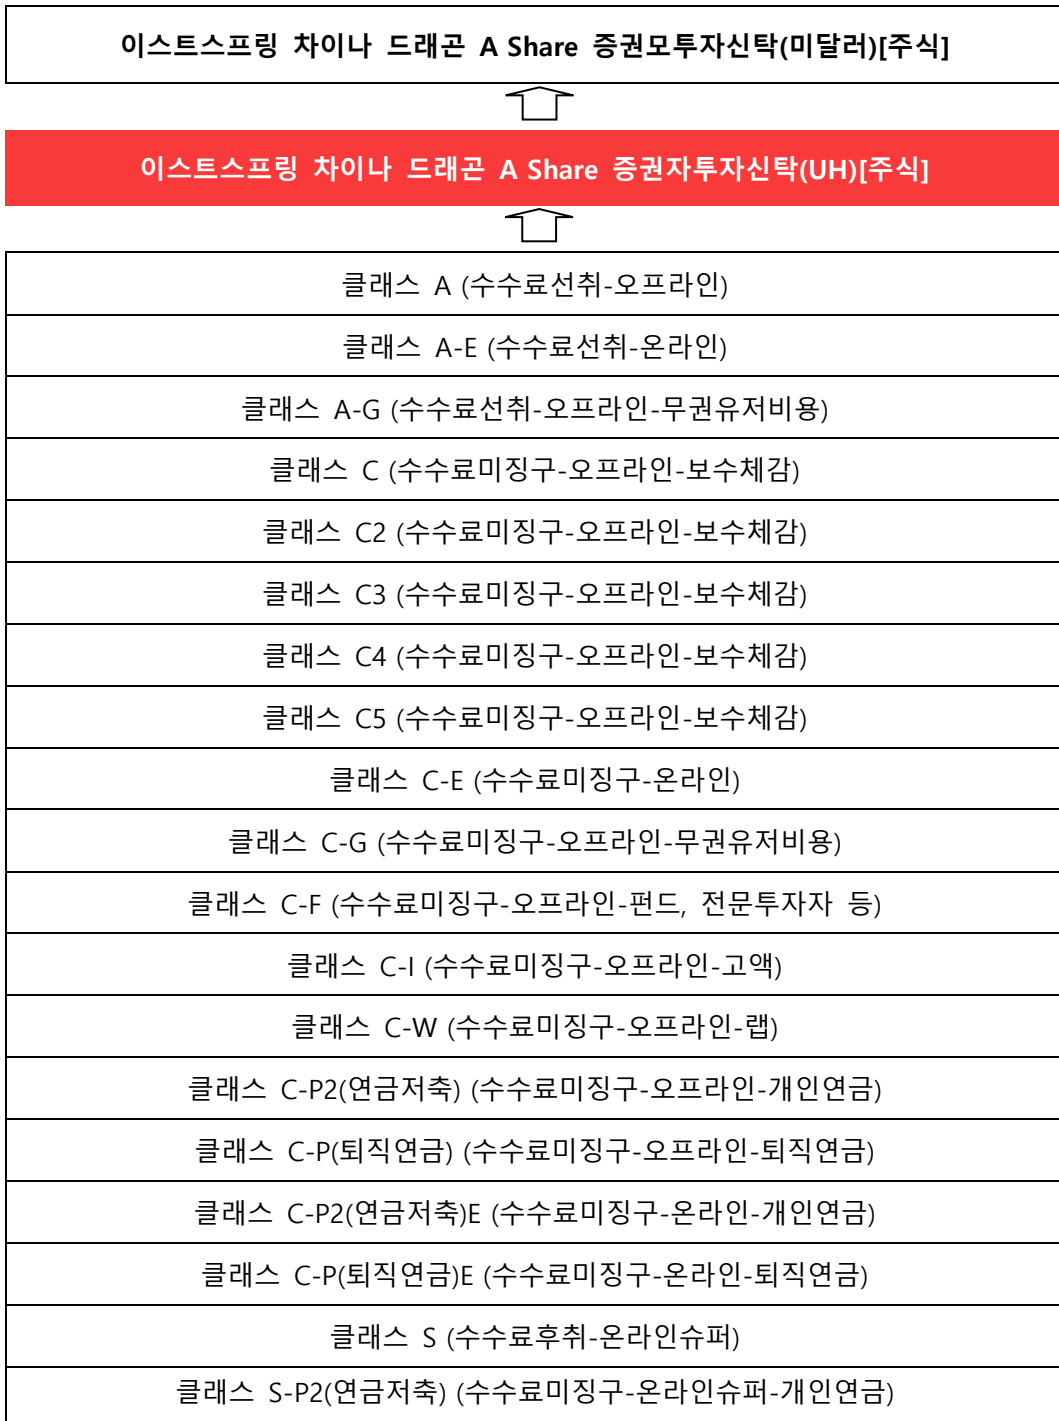 이스트스프링 차이나 드래곤 A Share 증권모투자신탁(미달러)[주식]
이스트스프링 차이나 드래곤 A Share 증권자투자신탁(UH)[주식]
클래스 A (수수료선취-오프라인)
클래스 A-E (수수료선취-온라인)
클래스 A-G (수수료선취-오프라인-무권유저비용)
클래스 C (수수료미징구-오프라인-보수체감)
클래스 C2 (수수료미징구-오프라인-보수체감)
클래스 C3 (수수료미징구-오프라인-보수체감)
클래스 C4 (수수료미징구-오프라인-보수체감)
클래스 C5 (수수료미징구-오프라인-보수체감)
클래스 C-E (수수료미징구-온라인)
클래스 C-G (수수료미징구-오프라인-무권유저비용)
클래스 C-F (수수료미징구-오프라인-펀드, 전문투자자 등)
클래스 C-I (수수료미징구-오프라인-고액)
클래스 C-W (수수료미징구-오프라인-랩)
클래스 C-P2(연금저축) (수수료미징구-오프라인-개인연금)
클래스 C-P(퇴직연금) (수수료미징구-오프라인-퇴직연금)
클래스 C-P2(연금저축)E (수수료미징구-온라인-개인연금)
클래스 C-P(퇴직연금)E (수수료미징구-온라인-퇴직연금)
클래스 S (수수료후취-온라인슈퍼)
클래스 S-P2(연금저축) (수수료미징구-온라인슈퍼-개인연금)